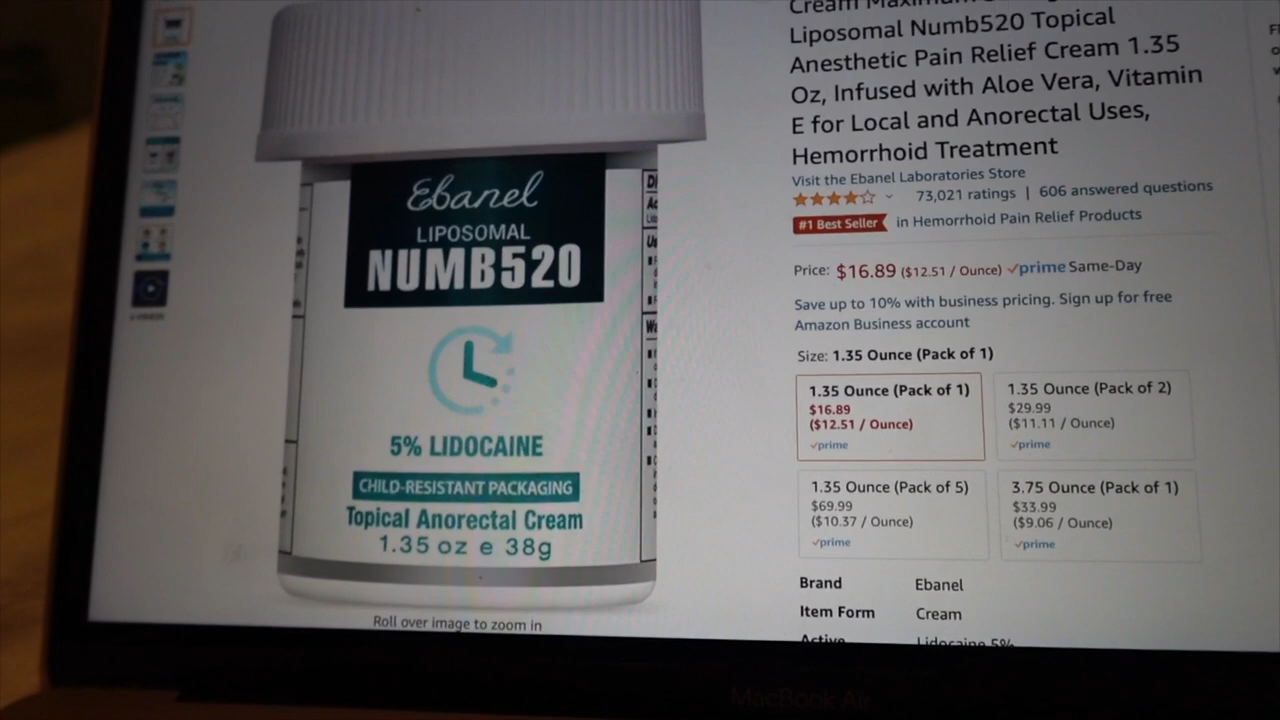 Ebanel
LIPOSOMAL
NUMB520
5% LIDOCAINE
CHILD-RESISTANT PACKAGING
Topical Anorectal Cream
1.35 oz e 38g
Roll over image to zoom in
Cream Maximum
Liposomal Numb520 Topical
Anesthetic Pain Relief Cream 1.35
Oz, Infused with Aloe Vera, Vitamin
E for Local and Anorectal Uses,
Hemorrhoid Treatment
Visit the Ebanel Laboratories Store
73,021 ratings | 606 answered questions
#1 Best Seller in Hemorrhoid Pain Relief Products
Price: $16.89 ($12.51 / Ounce) prime Same-Day
Save up to 10% with business pricing. Sign up for free
Amazon Business account
Size: 1.35 Ounce (Pack of 1)
1.35 Ounce (Pack of 1)
$16.89
($12.51 / Ounce)
prime
1.35 Ounce (Pack of 2)
$29.99
($11.11 / Ounce)
prime
1.35 Ounce (Pack of 5)
$69.99
($10.37 / Ounce)
prime
3.75 Ounce (Pack of 1)
$33.99
($9.06 / Ounce)
prime
Brand Ebanel
Item Form Cream
Active Lidocaine 5%
MacBook Air